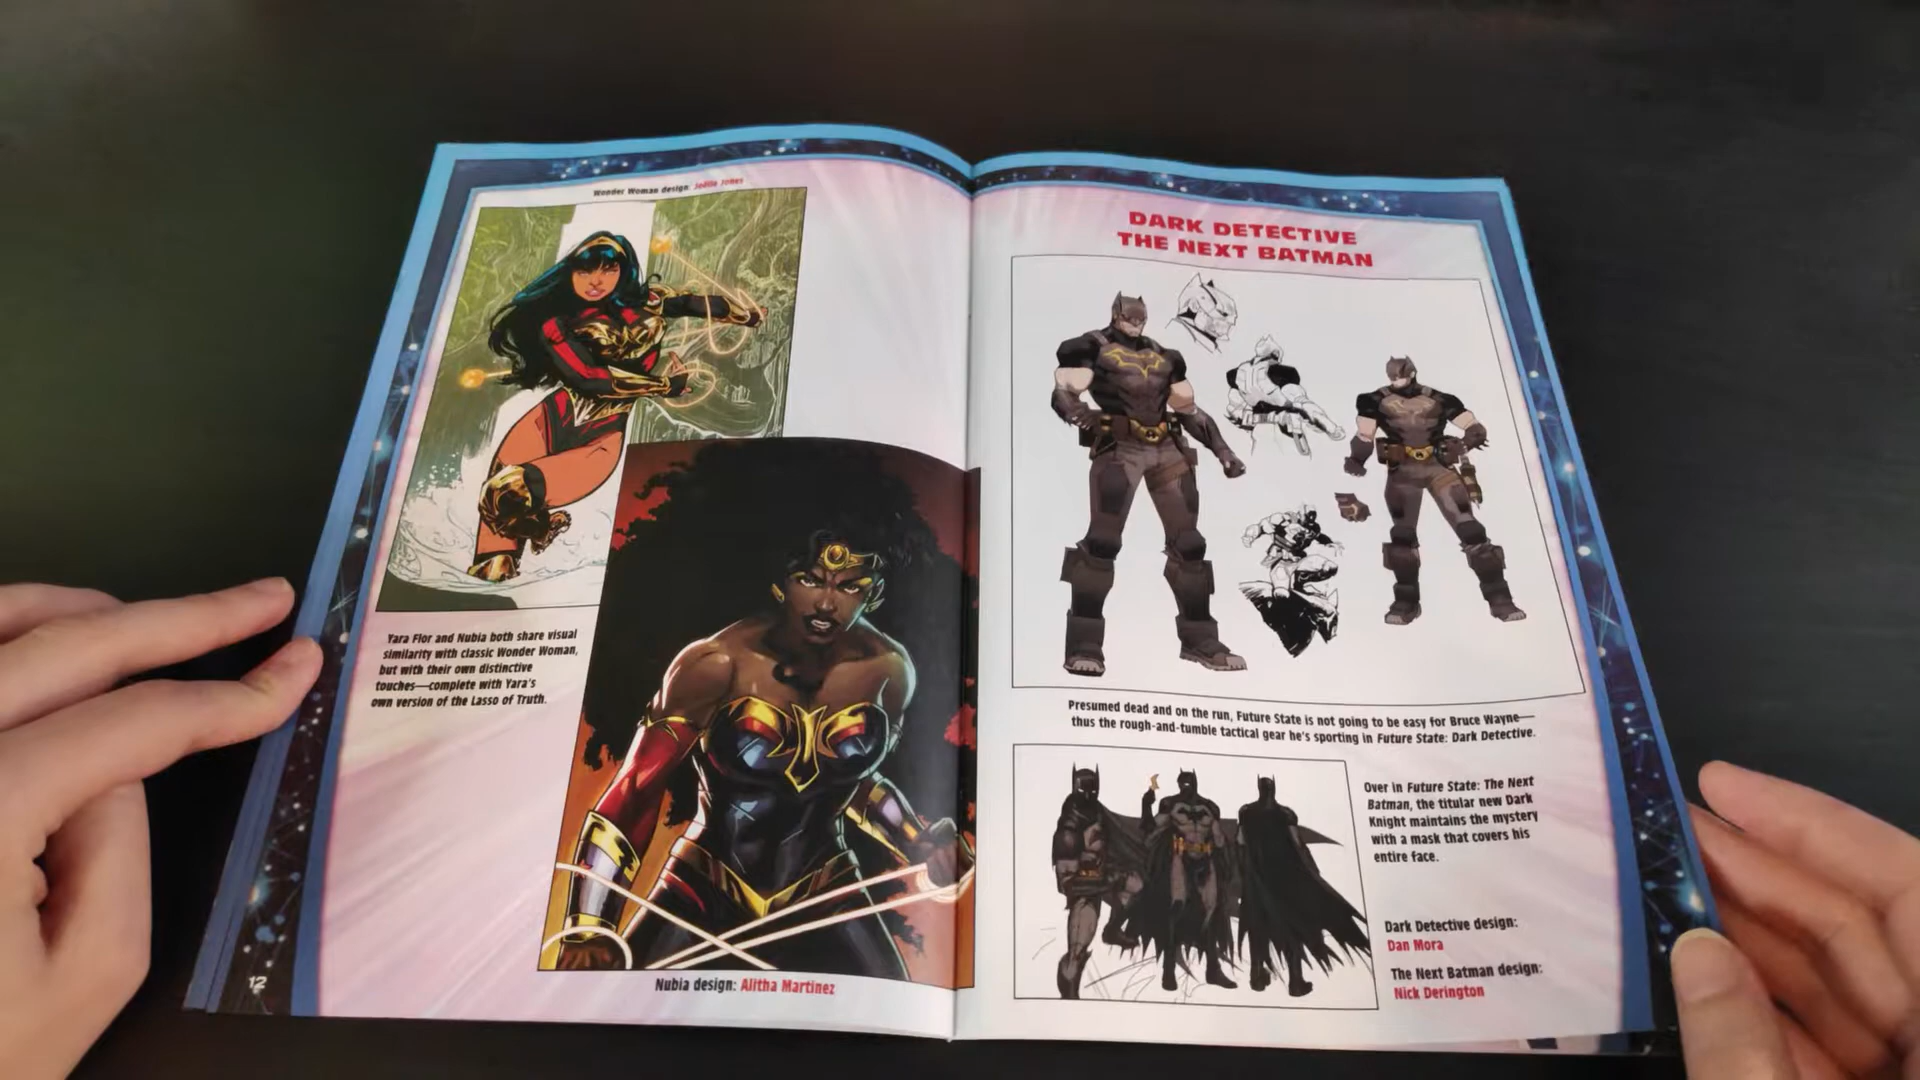 Wonder Woman design: Joëlle Jones
Yara Flor and Nubia both share visual
similarity with classic Wonder Woman,
but with their own distinctive
touches—complete with Yara's
own version of the Lasso of Truth.
Nubia design: Alitha Martinez
12
DARK DETECTIVE
THE NEXT BATMAN
Presumed dead and on the run, Future State is not going to be easy for Bruce Wayne—
thus the rough-and-tumble tactical gear he's sporting in Future State: Dark Detective.
Over in Future State: The Next
Batman, the titular new Dark
Knight maintains the mystery
with a mask that covers his
entire face.
Dark Detective design:
Dan Mora
The Next Batman design:
Nick Derington